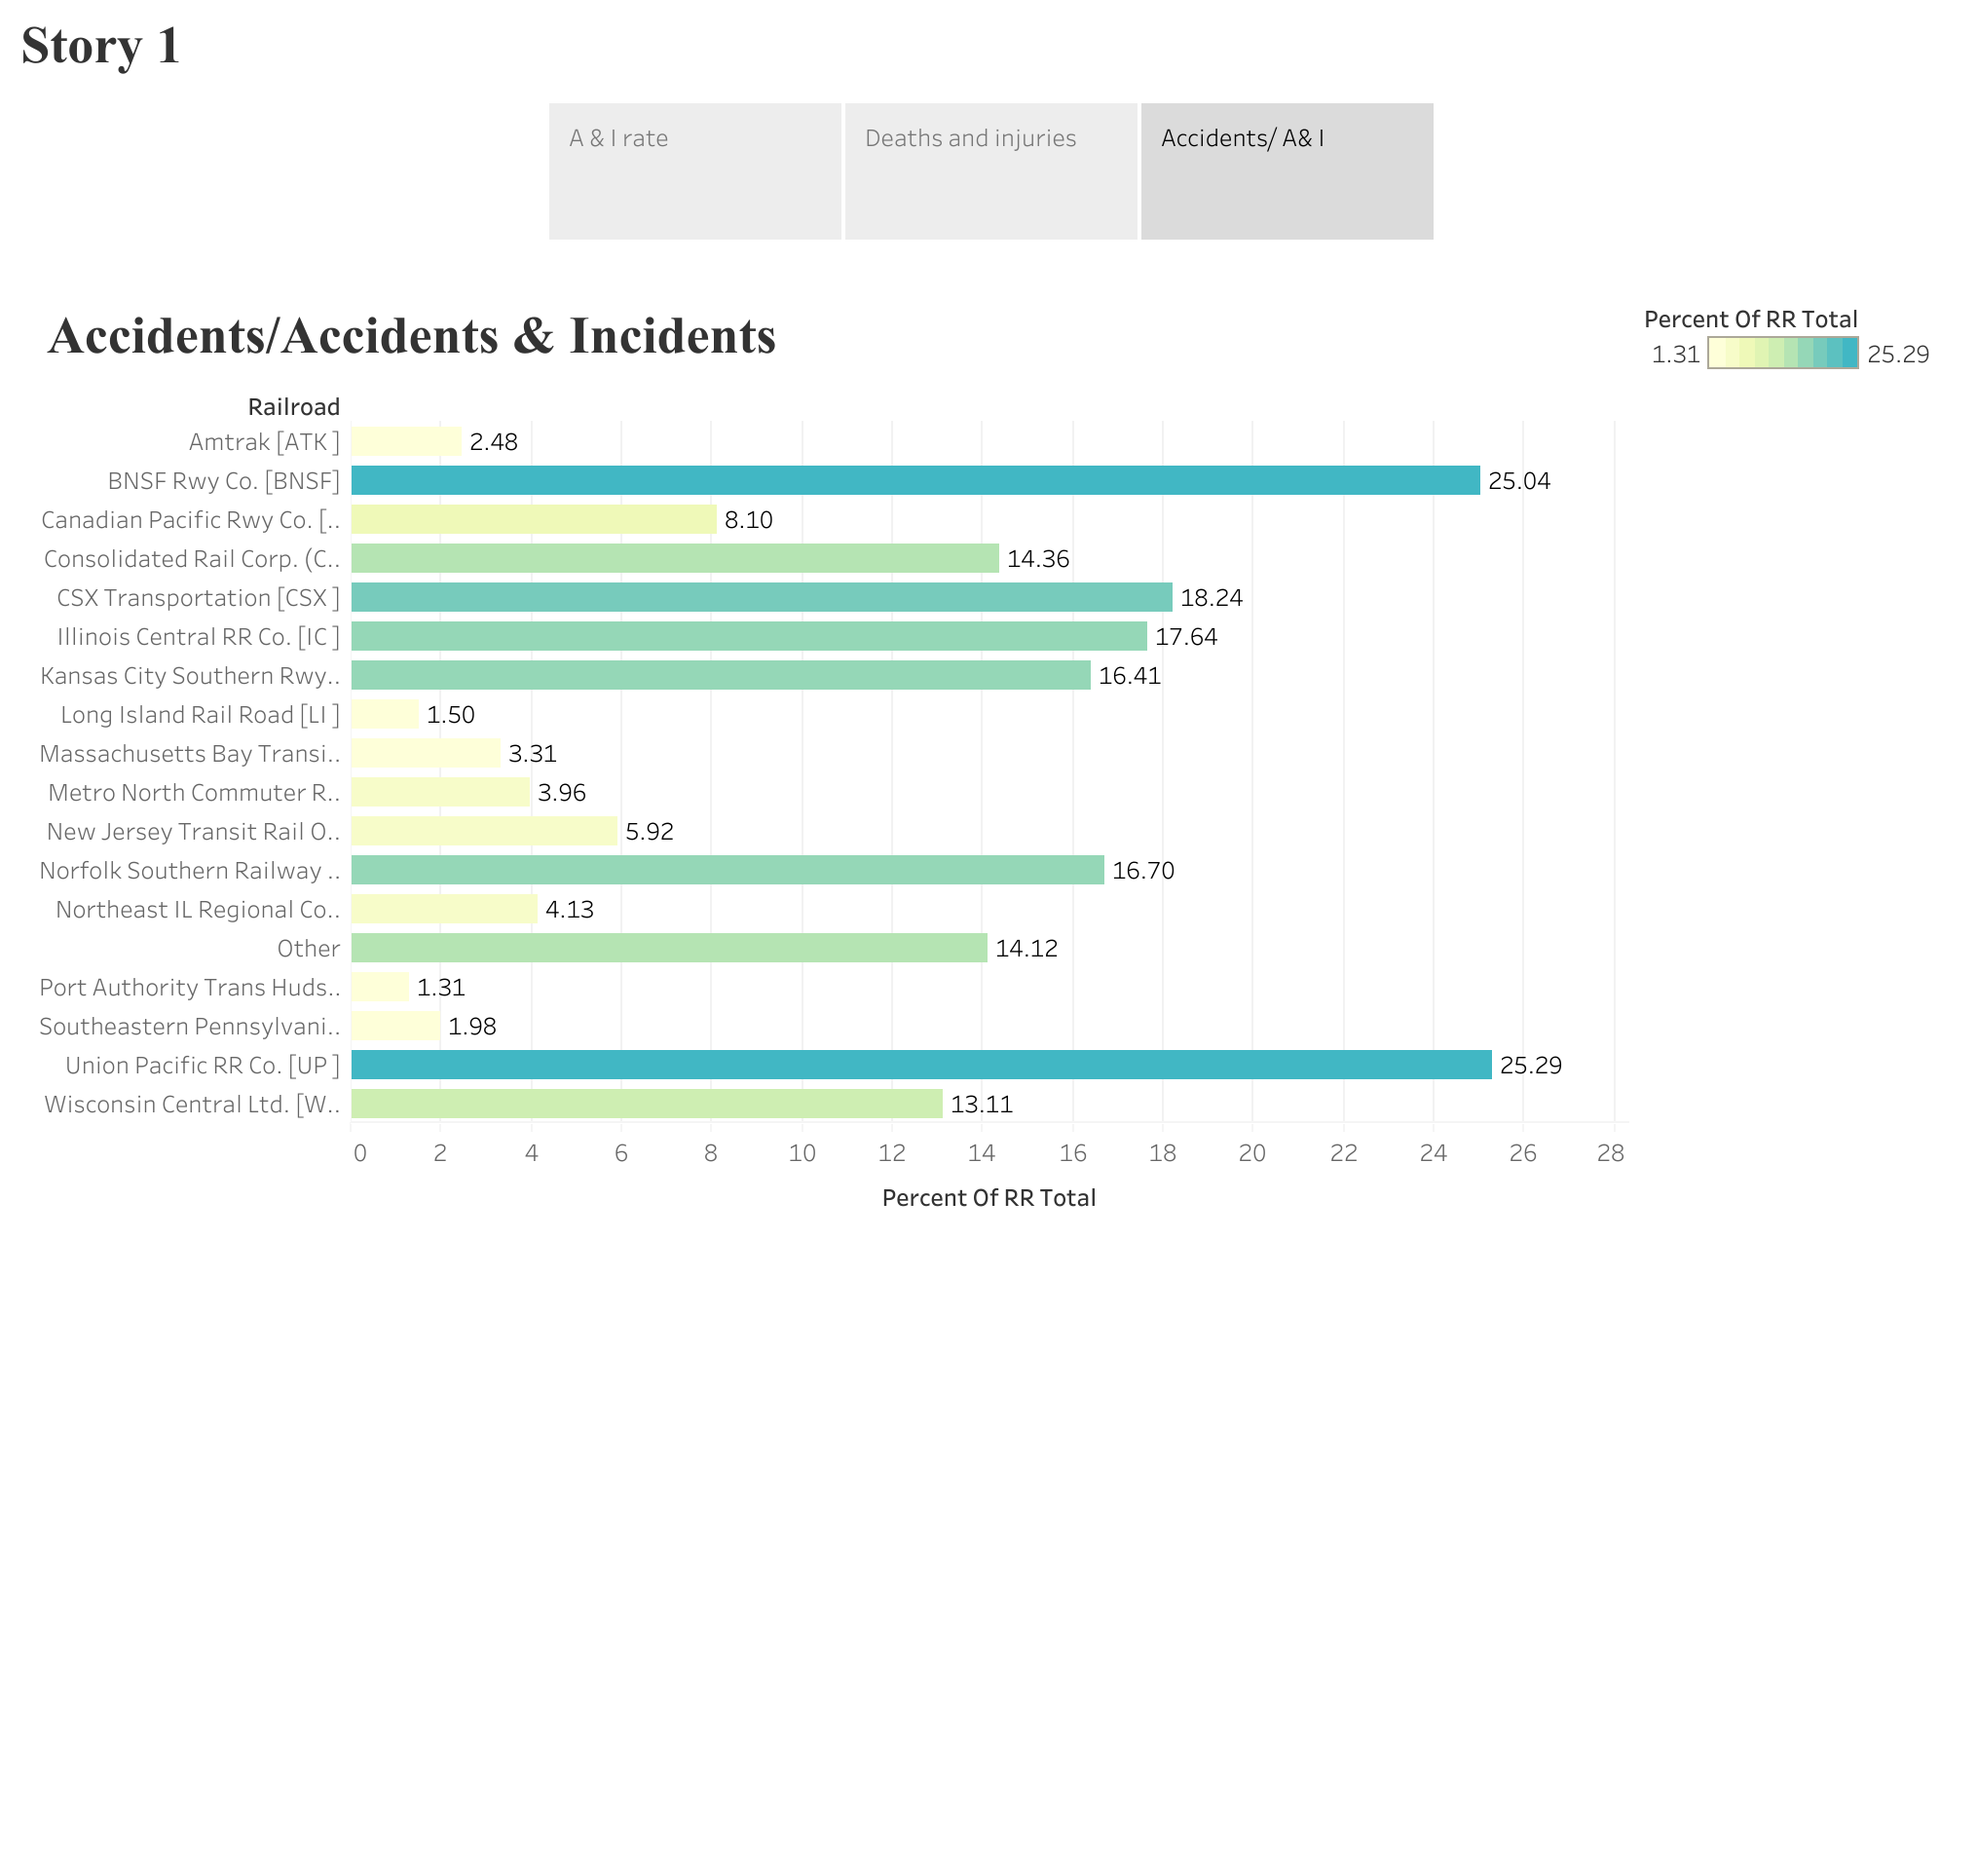 Story 1
A & I rate
Deaths and injuries
Accidents/ A& I
Accidents/Accidents & Incidents
Percent Of RR Total
1.31 25.29
Railroad
Amtrak [ATK ] 2.48
BNSF Rwy Co. [BNSF] 25.04
Canadian Pacific Rwy Co. [.. 8.10
Consolidated Rail Corp. (C.. 14.36
CSX Transportation [CSX ] 18.24
Illinois Central RR Co. [IC ] 17.64
Kansas City Southern Rwy.. 16.41
Long Island Rail Road [LI ] 1.50
Massachusetts Bay Transi.. 3.31
Metro North Commuter R.. 3.96
New Jersey Transit Rail O.. 5.92
Norfolk Southern Railway .. 16.70
Northeast IL Regional Co.. 4.13
Other 14.12
Port Authority Trans Huds.. 1.31
Southeastern Pennsylvani.. 1.98
Union Pacific RR Co. [UP ] 25.29
Wisconsin Central Ltd. [W.. 13.11
0 2 4 6 8 10 12 14 16 18 20 22 24 26 28
Percent Of RR Total